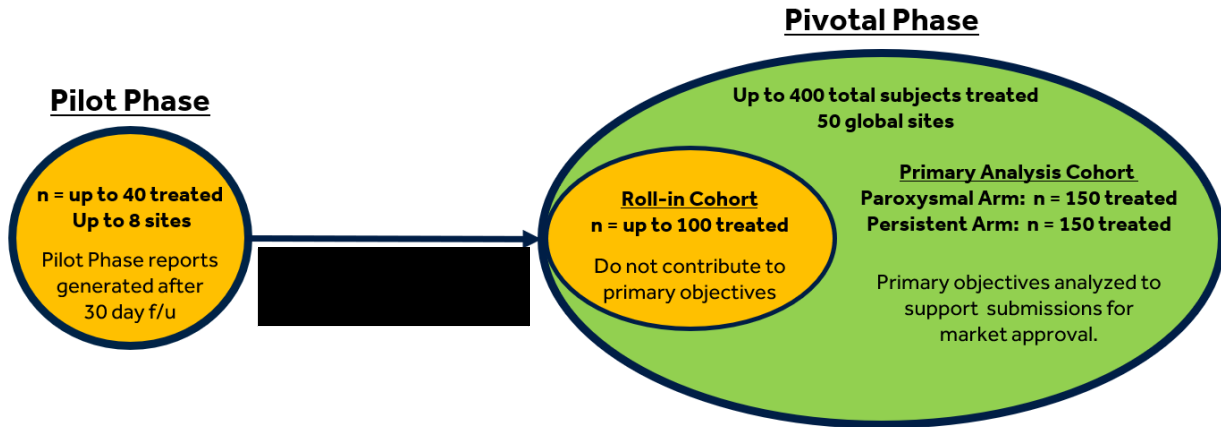 Pilot Phase
n = up to 40 treated
Up to 8 sites
Pilot Phase reports
generated after
30 day f/u
Pivotal Phase
Up to 400 total subjects treated
50 global sites
Roll-in Cohort
n = up to 100 treated
Do not contribute to
primary objectives
Primary Analysis Cohort
Paroxysmal Arm: n = 150 treated
Persistent Arm: n = 150 treated
Primary objectives analyzed to
support submissions for
market approval.